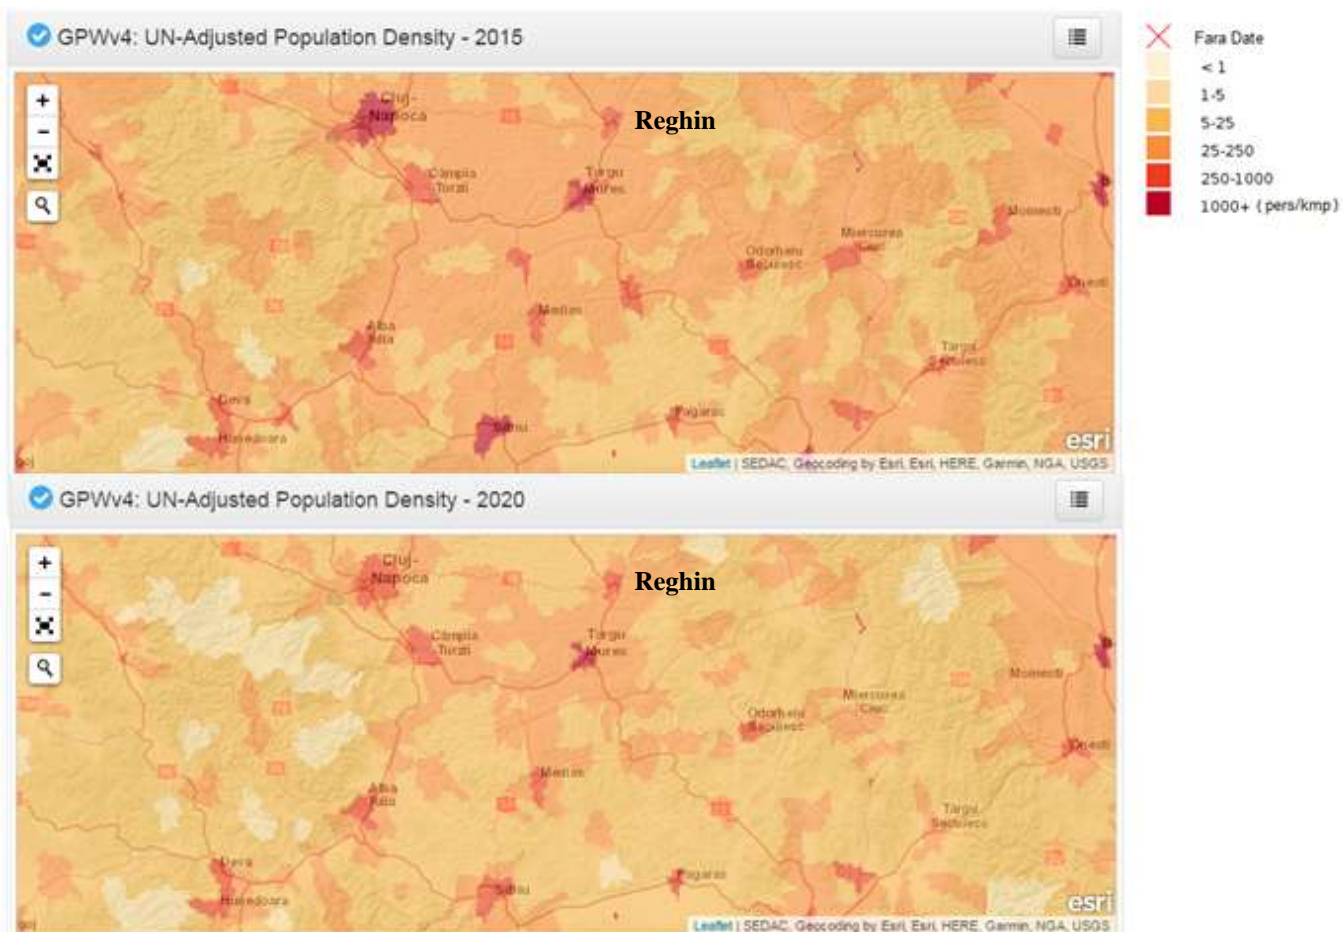 GPWv4: UN-Adjusted Population Density - 2015
+
−
Cluj-
Napoca
Reghin
Câmpia
Turzii
Targu
Mures
Odorheiu
Secuiesc
Miercurea
Ciuc
Momesti
Onesti
Medias
Alba
Iulia
Targu
Secuiesc
Deva
Hunedoara
Sibiu
Fagaras
esri
Leaflet | SEDAC, Geocoding by Esri, Esri, HERE, Garmin, NGA, USGS
Fara Date
< 1
1-5
5-25
25-250
250-1000
1000+ (pers/kmp)
GPWv4: UN-Adjusted Population Density - 2020
+
−
Cluj-
Napoca
Reghin
Câmpia
Turzii
Targu
Mures
Odorheiu
Secuiesc
Miercurea
Ciuc
Momesti
Onesti
Medias
Alba
Iulia
Targu
Secuiesc
Deva
Hunedoara
Sibiu
Fagaras
esri
Leaflet | SEDAC, Geocoding by Esri, Esri, HERE, Garmin, NGA, USGS